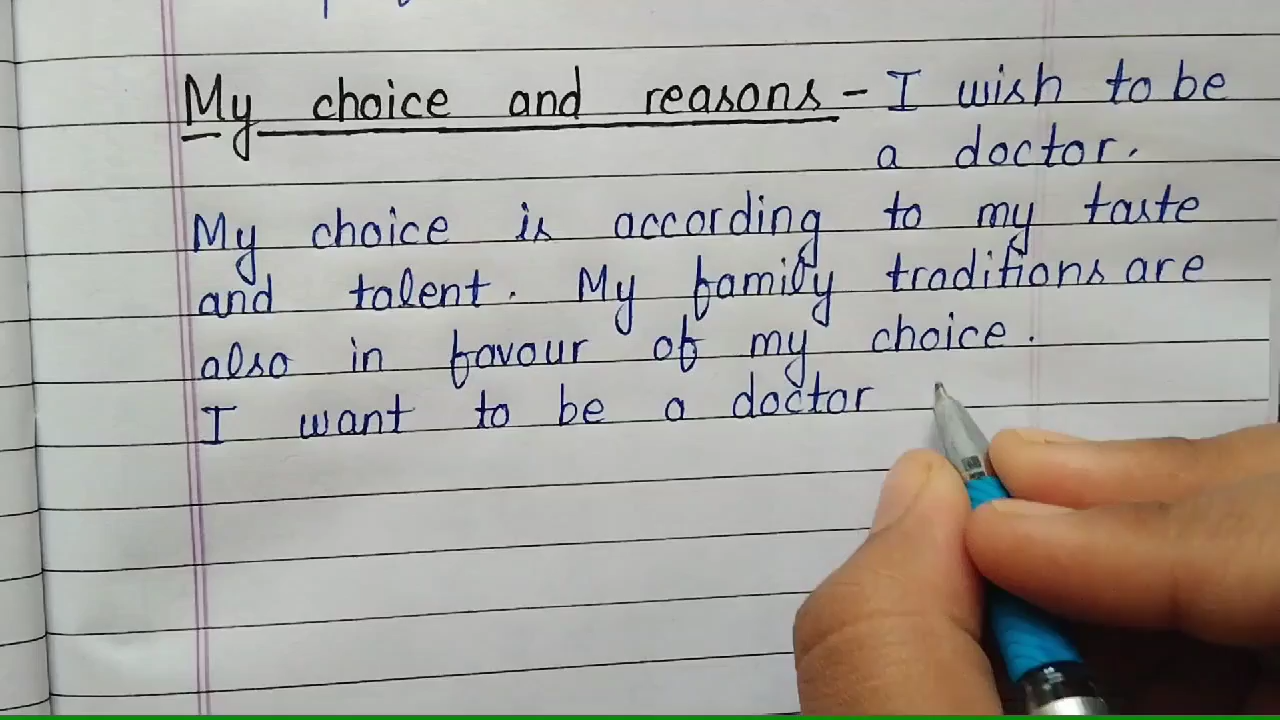 My choice and reasons - I wish to be
a doctor.
My choice is according to my taste
and talent. My family traditions are
also in favour of my choice.
I want to be a doctor